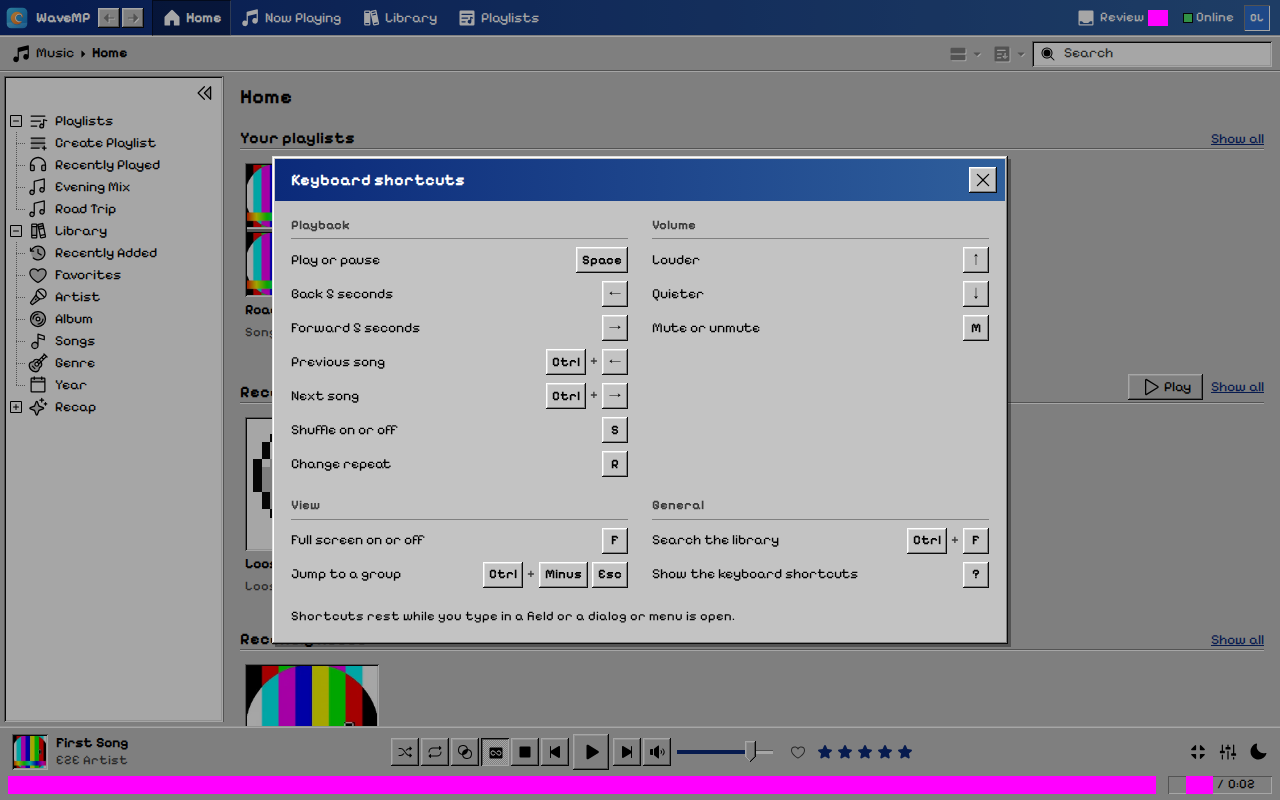 WaveMP
Home
Now Playing
Library
Playlists
Review
Online
OL
Music › Home
Search
Home
Your playlists
Show all
Playlists
Create Playlist
Recently Played
Evening Mix
Road Trip
Library
Recently Added
Favorites
Artist
Album
Songs
Genre
Year
Recap
Play
Show all
Show all
Keyboard shortcuts
Playback
Play or pause Space
Back 5 seconds ←
Forward 5 seconds →
Previous song Ctrl + ←
Next song Ctrl + →
Shuffle on or off S
Change repeat R
Volume
Louder ↑
Quieter ↓
Mute or unmute M
View
Full screen on or off F
Jump to a group Ctrl + Minus Esc
General
Search the library Ctrl + F
Show the keyboard shortcuts ?
Shortcuts rest while you type in a field or a dialog or menu is open.
First Song
E2E Artist
/ 0:02